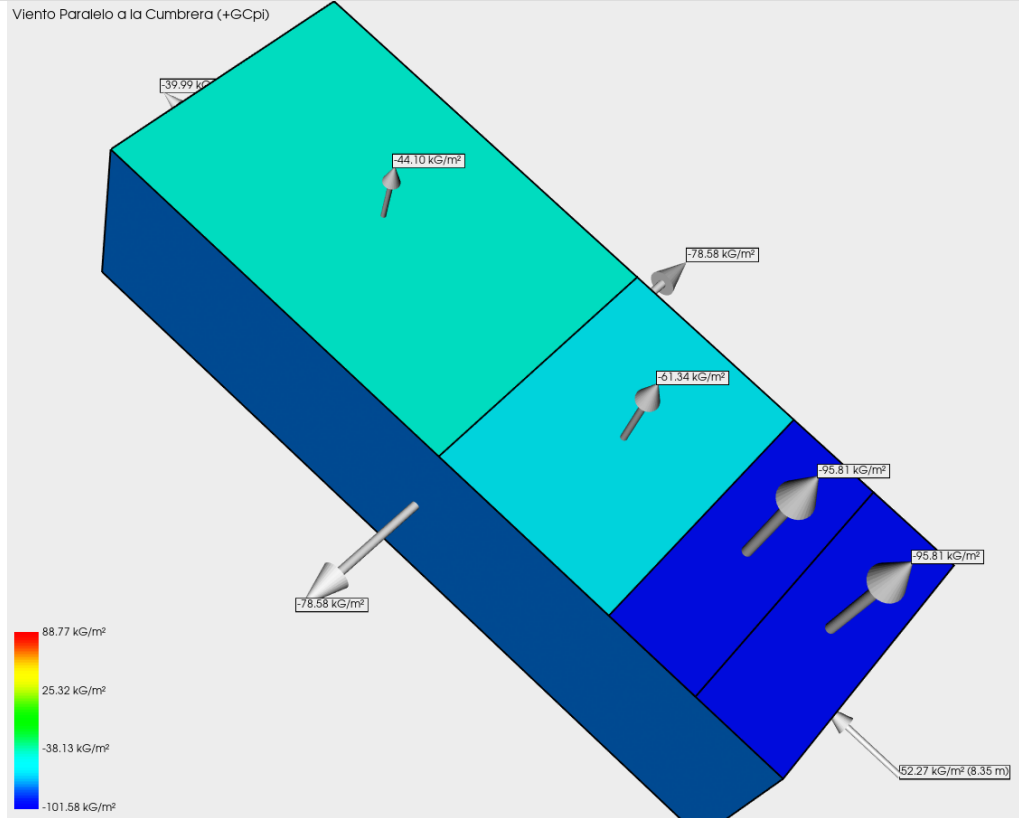 Viento Paralelo a la Cumbrera (+GCpi)
-39.99
-44.10 kG/m²
-78.58 kG/m²
-61.34 kG/m²
-95.81 kG/m²
-95.81 kG/m²
-78.58 kG/m²
88.77 kG/m²
25.32 kG/m²
-38.13 kG/m²
-101.58 kG/m²
52.27 kG/m² (8.35 m)